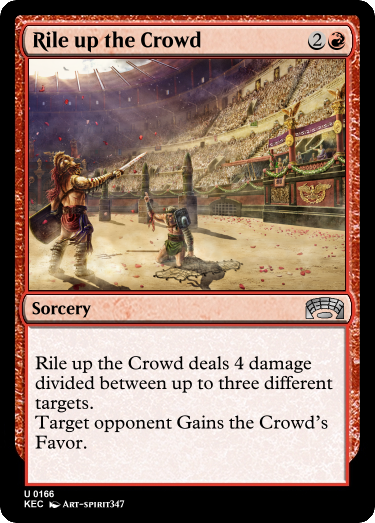 Rile up the Crowd 2
Sorcery
Rile up the Crowd deals 4 damage
divided between up to three different
targets.
Target opponent Gains the Crowd's
Favor.
U 0166
KEC Art-spirit347